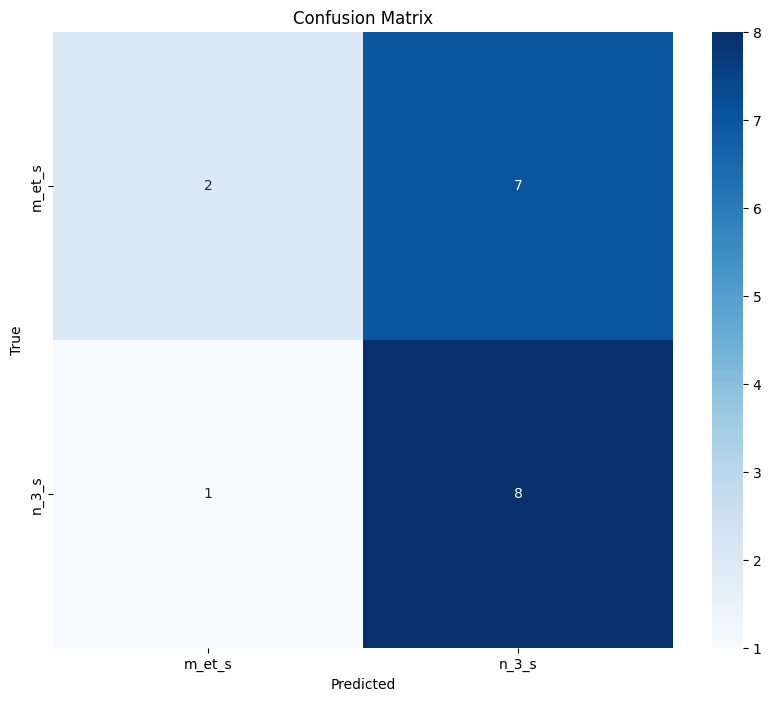 Confusion Matrix
True
m_et_s
2
7
n_3_s
1
8
m_et_s
n_3_s
Predicted
8
7
6
5
4
3
2
1